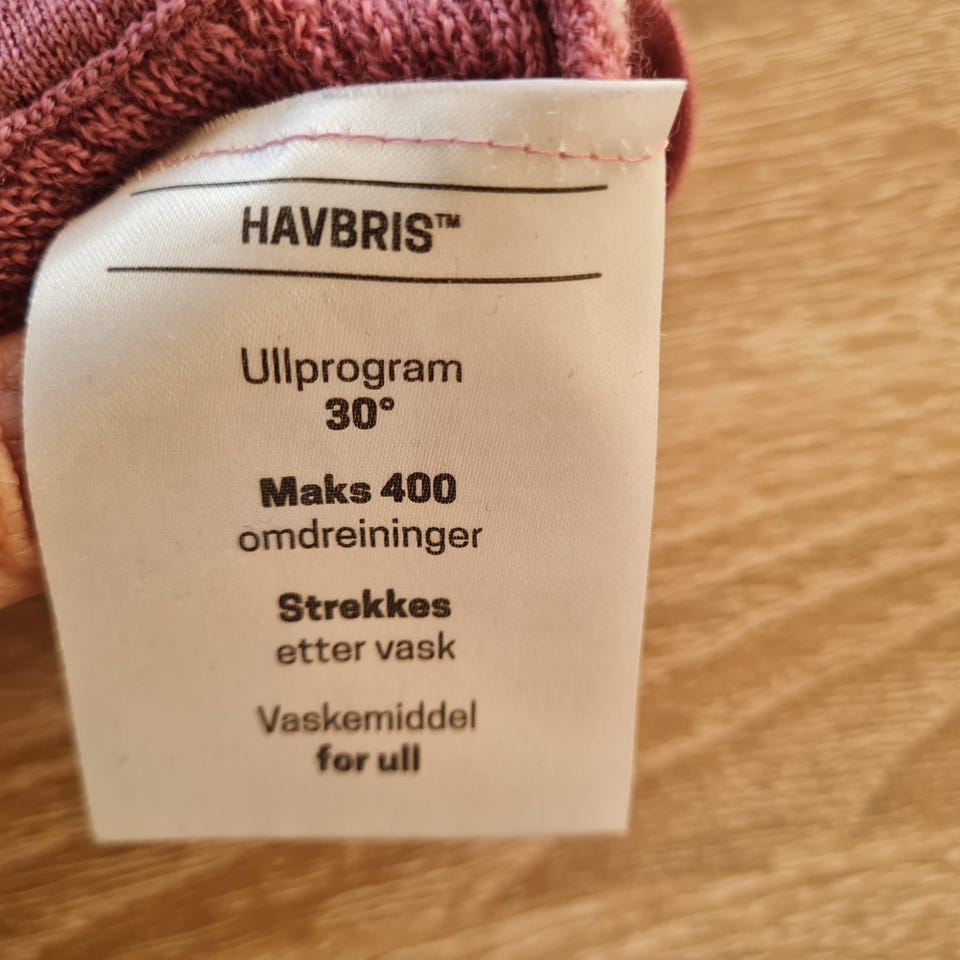 HAVBRIS™
Ullprogram
30°
Maks 400
omdreininger
Strekkes
etter vask
Vaskemiddel
for ull